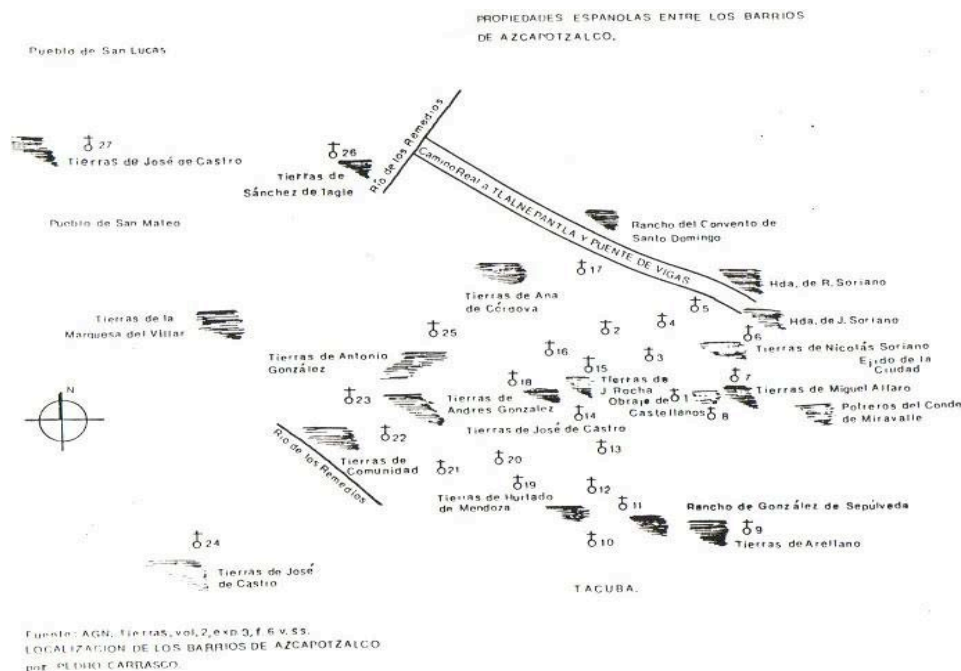 PROPIEDADES ESPAÑOLAS ENTRE LOS BARRIOS
DE AZCAPOTZALCO.
Pueblo de San Lucas
27
Tierras de José de Castro
26
Tierras de
Sánchez de Tagle
Río de los Remedios
Camino Real a TLALNEPANTLA Y PUENTE DE VIGAS
Pueblo de San Mateo
Rancho del Convento de
Santo Domingo
17
Hda. de R. Soriano
Tierras de Ana
de Córdova
5
Tierras de la
Marquesa del Villar
25
2
4
Hda. de J. Soriano
6
Tierras de Nicolás Soriano
Ejido de la
Ciudad
16
3
Tierras de Antonio
González
15
18
Tierras de
J. Rocha
7
Tierras de Miguel Alfaro
N
23
Tierras de
Andres González
Obraje de
Castellanos
1
8
Potreros del Conde
de Miravalle
14
Tierras de José de Castro
22
Río de los Remedios
Tierras de
Comunidad
13
20
21
19
12
Tierras de Hurtado
de Mendoza
11
Rancho de González de Sepúlveda
9
Tierras de Arellano
10
24
Tierras de José
de Castro
TACUBA.
Fuente: AGN, Tierras, vol, 2, exp 3, f. 6 v. ss.
LOCALIZACION DE LOS BARRIOS DE AZCAPOTZALCO
por PEDRO CARRASCO.